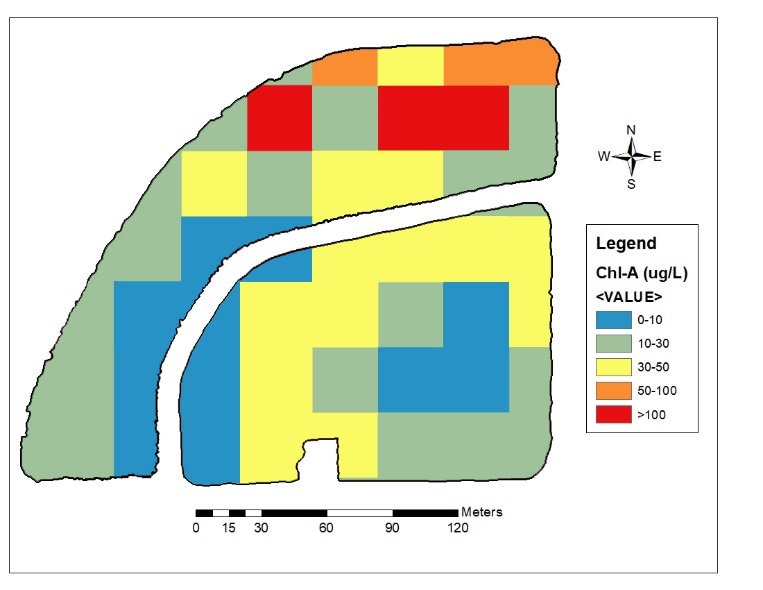 N
W E
S
Legend
Chl-A (ug/L)
<VALUE>
0-10
10-30
30-50
50-100
>100
Meters
0 15 30 60 90 120